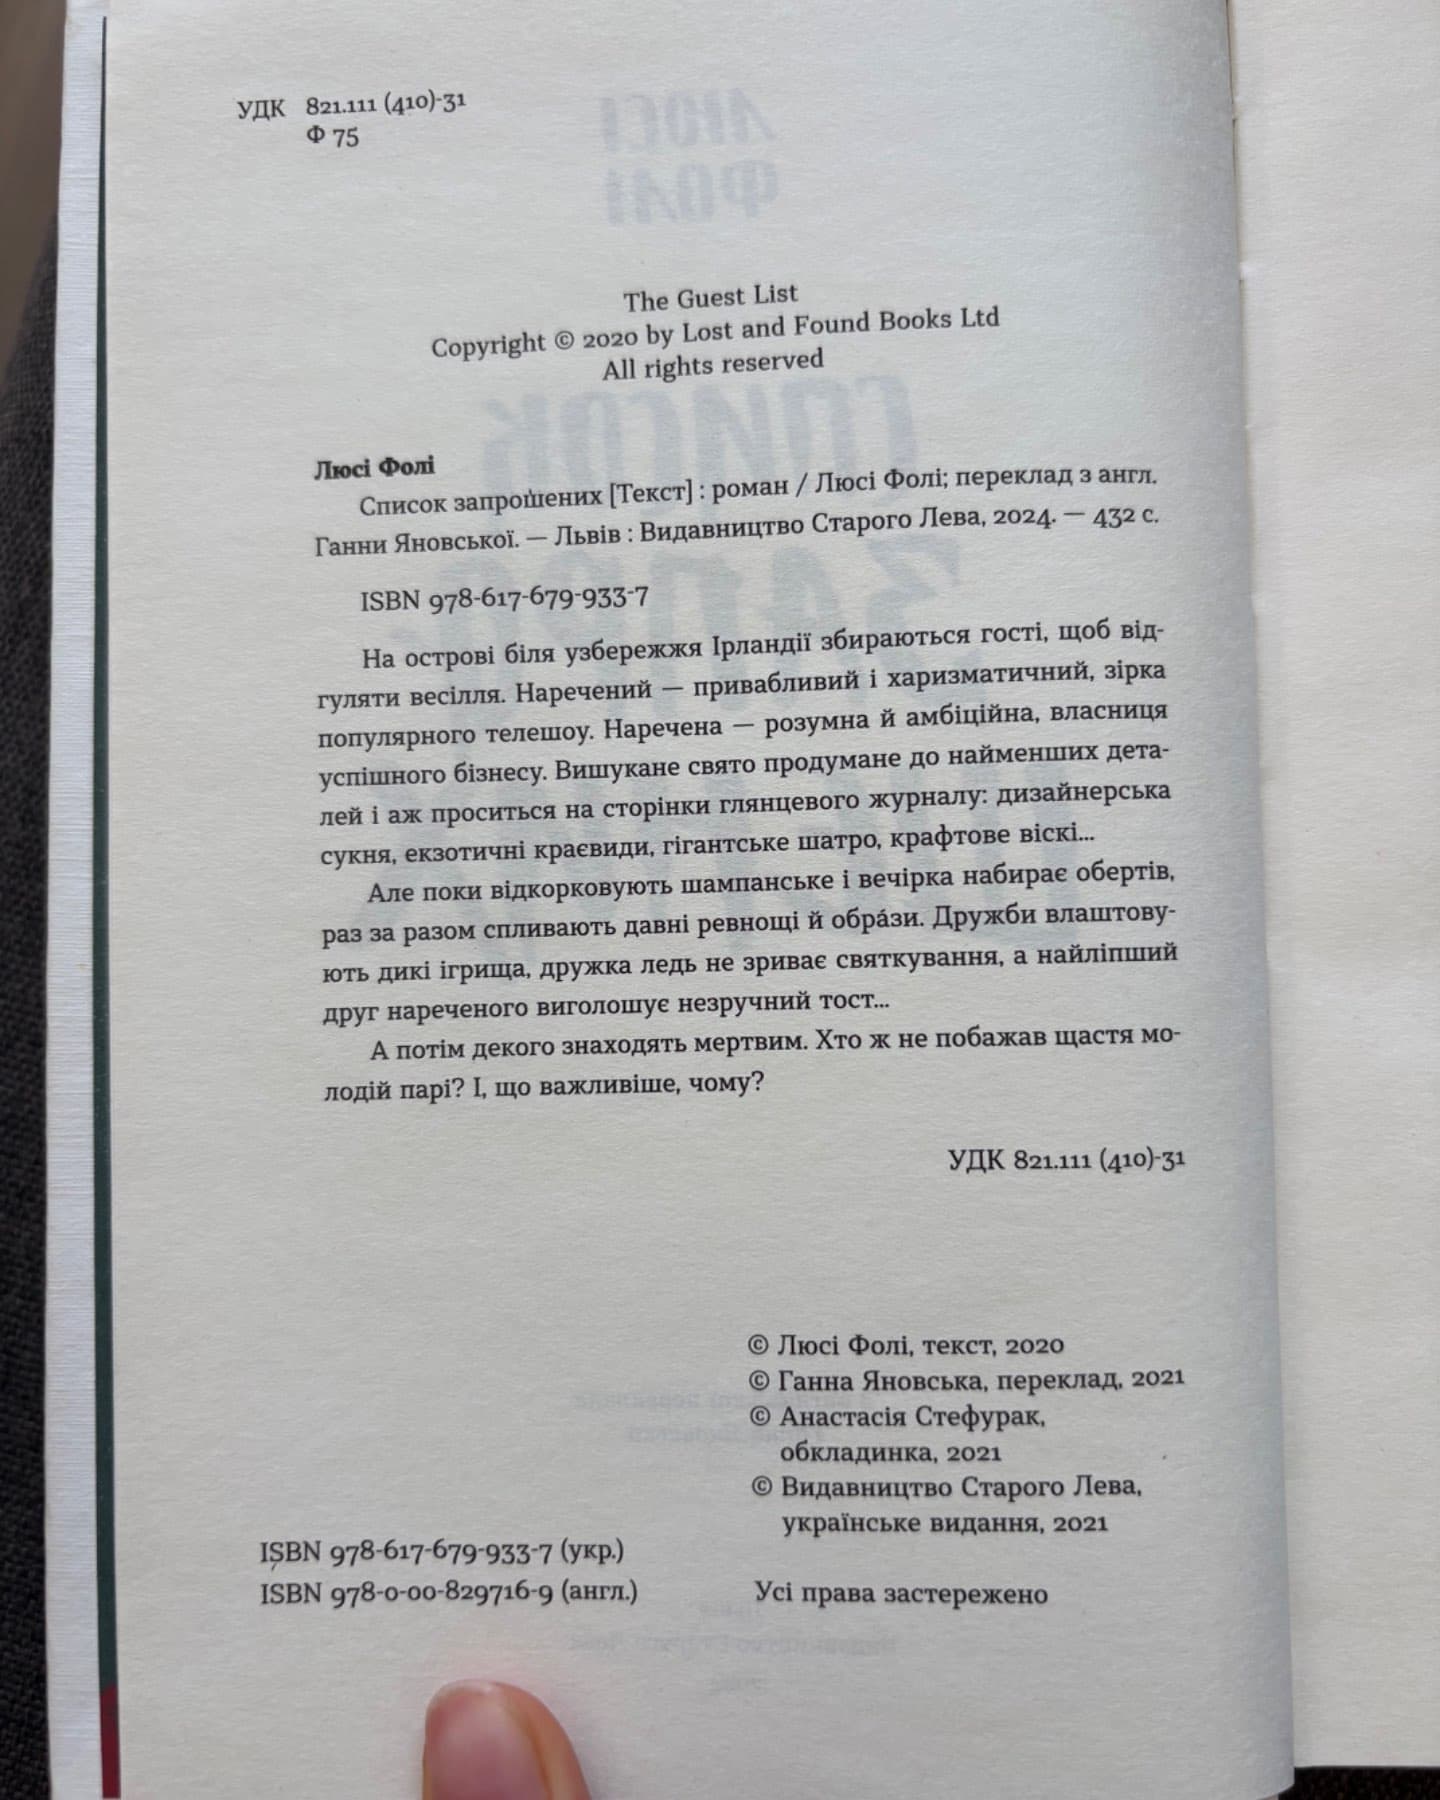 УДК 821.111 (410)-31
Ф 75
The Guest List
Copyright © 2020 by Lost and Found Books Ltd
All rights reserved
Люсі Фолі
Список запрошених [Текст] : роман / Люсі Фолі; переклад з англ.
Ганни Яновської. — Львів : Видавництво Старого Лева, 2024. — 432 с.
ISBN 978-617-679-933-7
На острові біля узбережжя Ірландії збираються гості, щоб від-
гуляти весілля. Наречений — привабливий і харизматичний, зірка
популярного телешоу. Наречена — розумна й амбіційна, власниця
успішного бізнесу. Вишукане свято продумане до найменших дета-
лей і аж проситься на сторінки глянцевого журналу: дизайнерська
сукня, екзотичні краєвиди, гігантське шатро, крафтове віскі...
Але поки відкорковують шампанське і вечірка набирає обертів,
раз за разом спливають давні ревнощі й обра́зи. Дружби влаштову-
ють дикі ігрища, дружка ледь не зриває святкування, а найліпший
друг нареченого виголошує незручний тост...
А потім декого знаходять мертвим. Хто ж не побажав щастя мо-
лодій парі? І, що важливіше, чому?
УДК 821.111 (410)-31
© Люсі Фолі, текст, 2020
© Ганна Яновська, переклад, 2021
© Анастасія Стефурак,
обкладинка, 2021
© Видавництво Старого Лева,
українське видання, 2021
ISBN 978-617-679-933-7 (укр.)
ISBN 978-0-00-829716-9 (англ.)
Усі права застережено